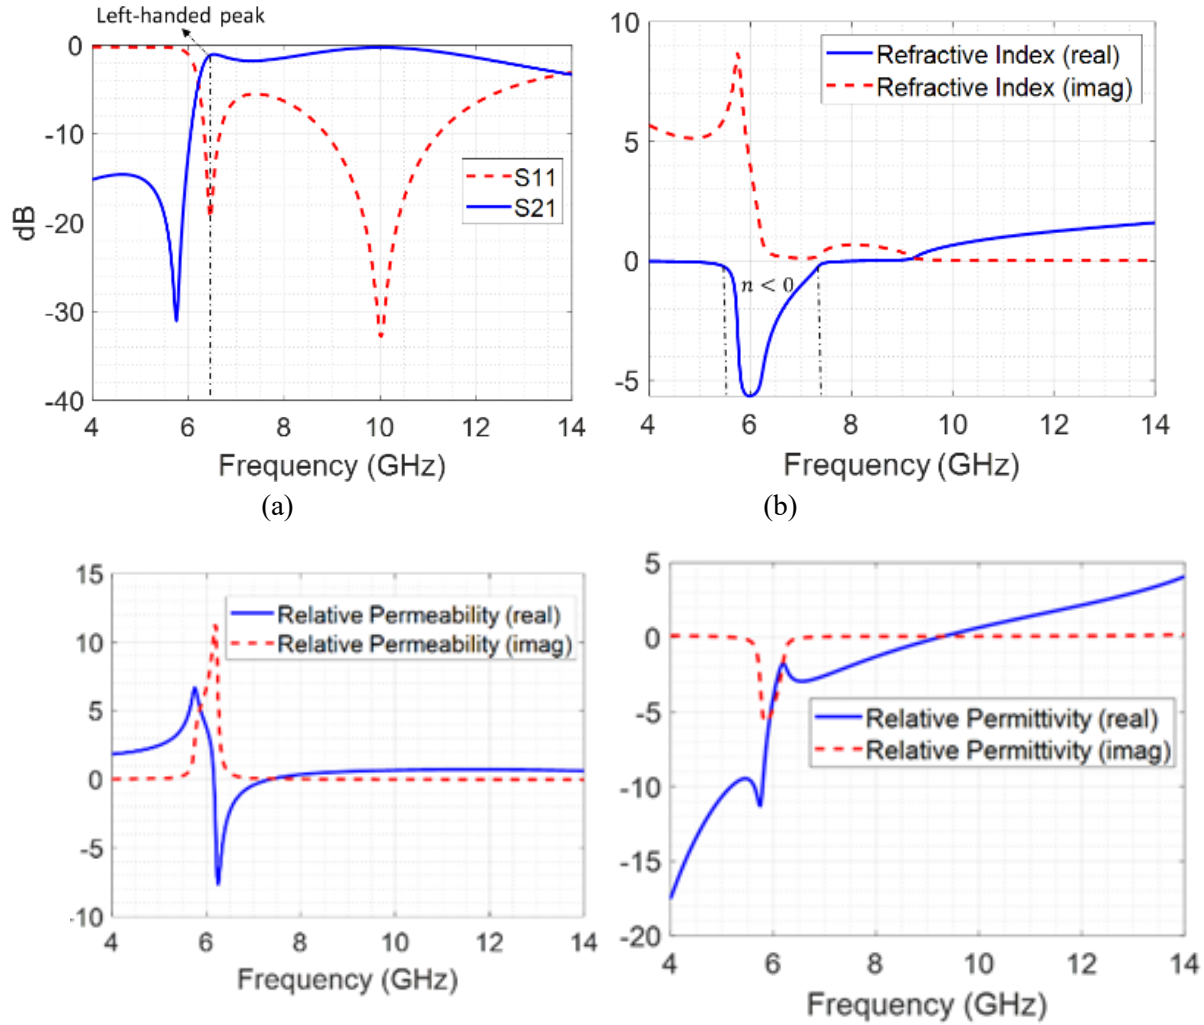 Left-handed peak
0
-10
-20
-30
-40
dB
S11
S21
4
6
8
10
12
14
Frequency (GHz)
(a)
10
5
0
-5
Refractive Index (real)
Refractive Index (imag)
n < 0
4
6
8
10
12
14
Frequency (GHz)
(b)
15
10
5
0
-5
-10
Relative Permeability (real)
Relative Permeability (imag)
4
6
8
10
12
14
Frequency (GHz)
5
0
-5
-10
-15
-20
Relative Permittivity (real)
Relative Permittivity (imag)
4
6
8
10
12
14
Frequency (GHz)